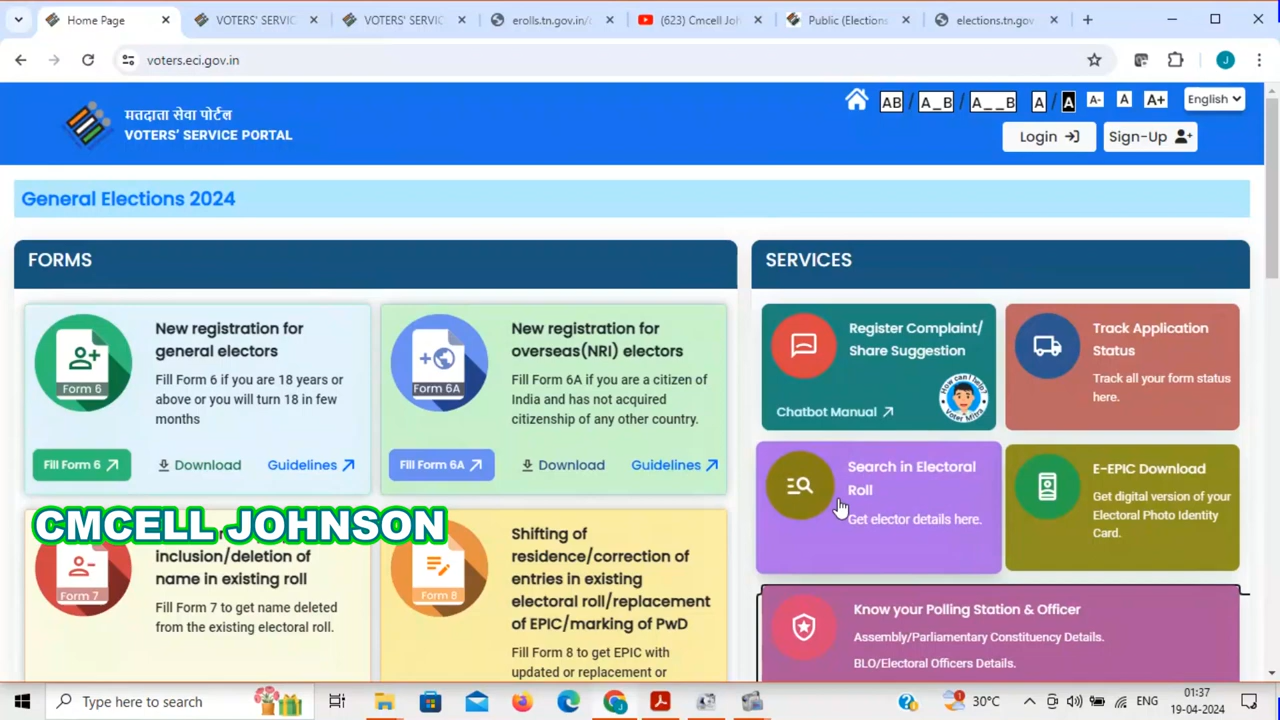 Home Page
VOTERS' SERVIC
VOTERS' SERVIC
erolls.tn.gov.in/
(623) Cmcell Joh
Public (Elections
elections.tn.gov
voters.eci.gov.in
मतदाता सेवा पोर्टल
VOTERS' SERVICE PORTAL
AB / A_B / A__B A / A A- A A+ English
Login Sign-Up
General Elections 2024
FORMS
New registration for
general electors
Fill Form 6 if you are 18 years or
above or you will turn 18 in few
months
Form 6
Fill Form 6 Download Guidelines
New registration for
overseas(NRI) electors
Fill Form 6A if you are a citizen of
India and has not acquired
citizenship of any other country.
Form 6A
Fill Form 6A Download Guidelines
CMCELL JOHNSON
inclusion/deletion of
name in existing roll
Fill Form 7 to get name deleted
from the existing electoral roll.
Form 7
Shifting of
residence/correction of
entries in existing
electoral roll/replacement
of EPIC/marking of PwD
Fill Form 8 to get EPIC with
updated or replacement or
Form 8
SERVICES
Register Complaint/
Share Suggestion
Chatbot Manual
How can I help?
Voter Mitra
Track Application
Status
Track all your form status
here.
Search in Electoral
Roll
Get elector details here.
E-EPIC Download
Get digital version of your
Electoral Photo Identity
Card.
Know your Polling Station & Officer
Assembly/Parliamentary Constituency Details.
BLO/Electoral Officers Details.
Type here to search
30°C
ENG
01:37
19-04-2024